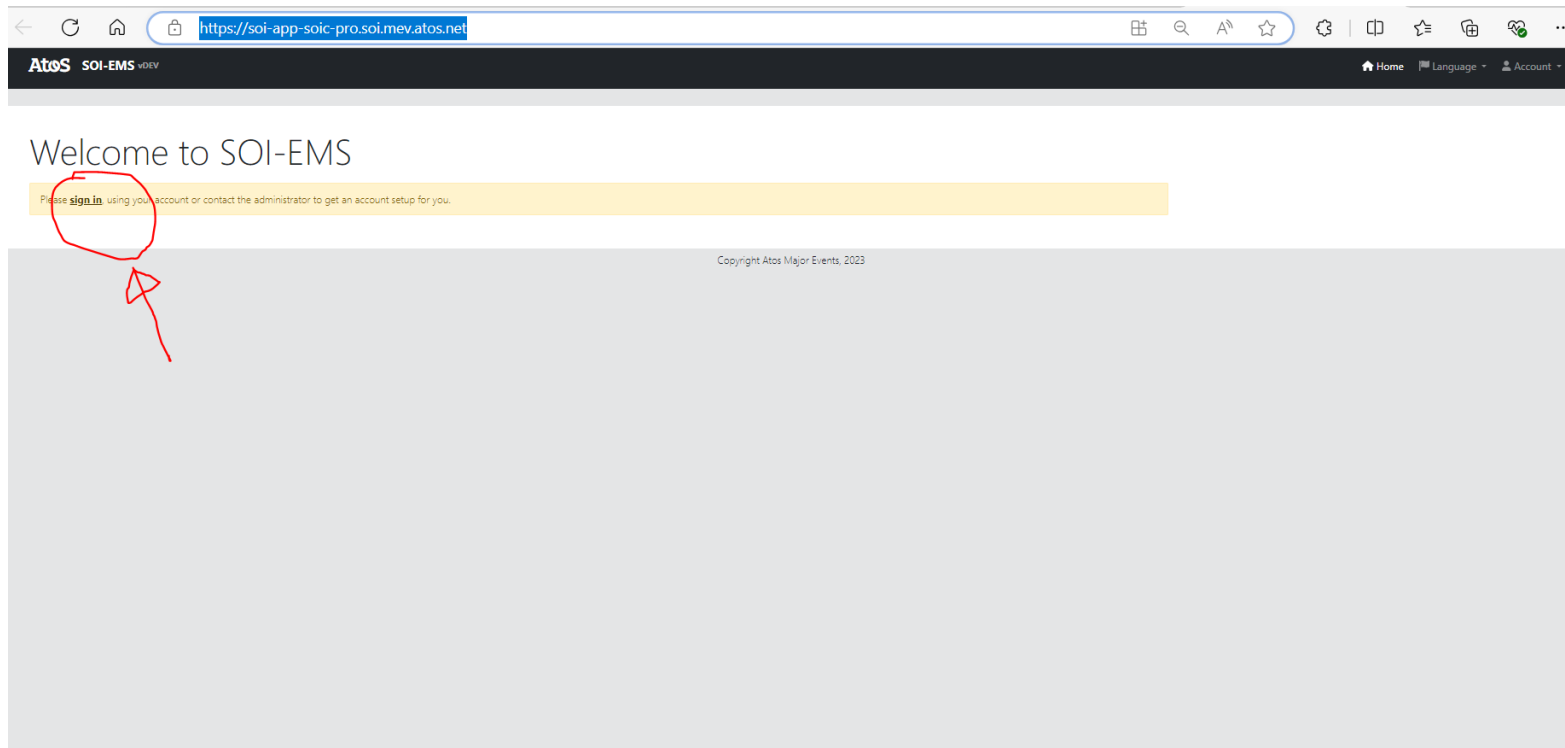 https://soi-app-soic-pro.soi.mev.atos.net
Atos SOI-EMS vDEV
Home Language Account
Welcome to SOI-EMS
Please sign in, using your account or contact the administrator to get an account setup for you.
Copyright Atos Major Events, 2023